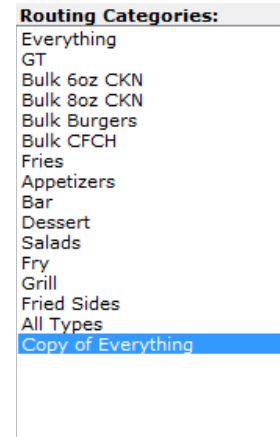 Routing Categories:
Everything
GT
Bulk 6oz CKN
Bulk 8oz CKN
Bulk Burgers
Bulk CFCH
Fries
Appetizers
Bar
Dessert
Salads
Fry
Grill
Fried Sides
All Types
Copy of Everything